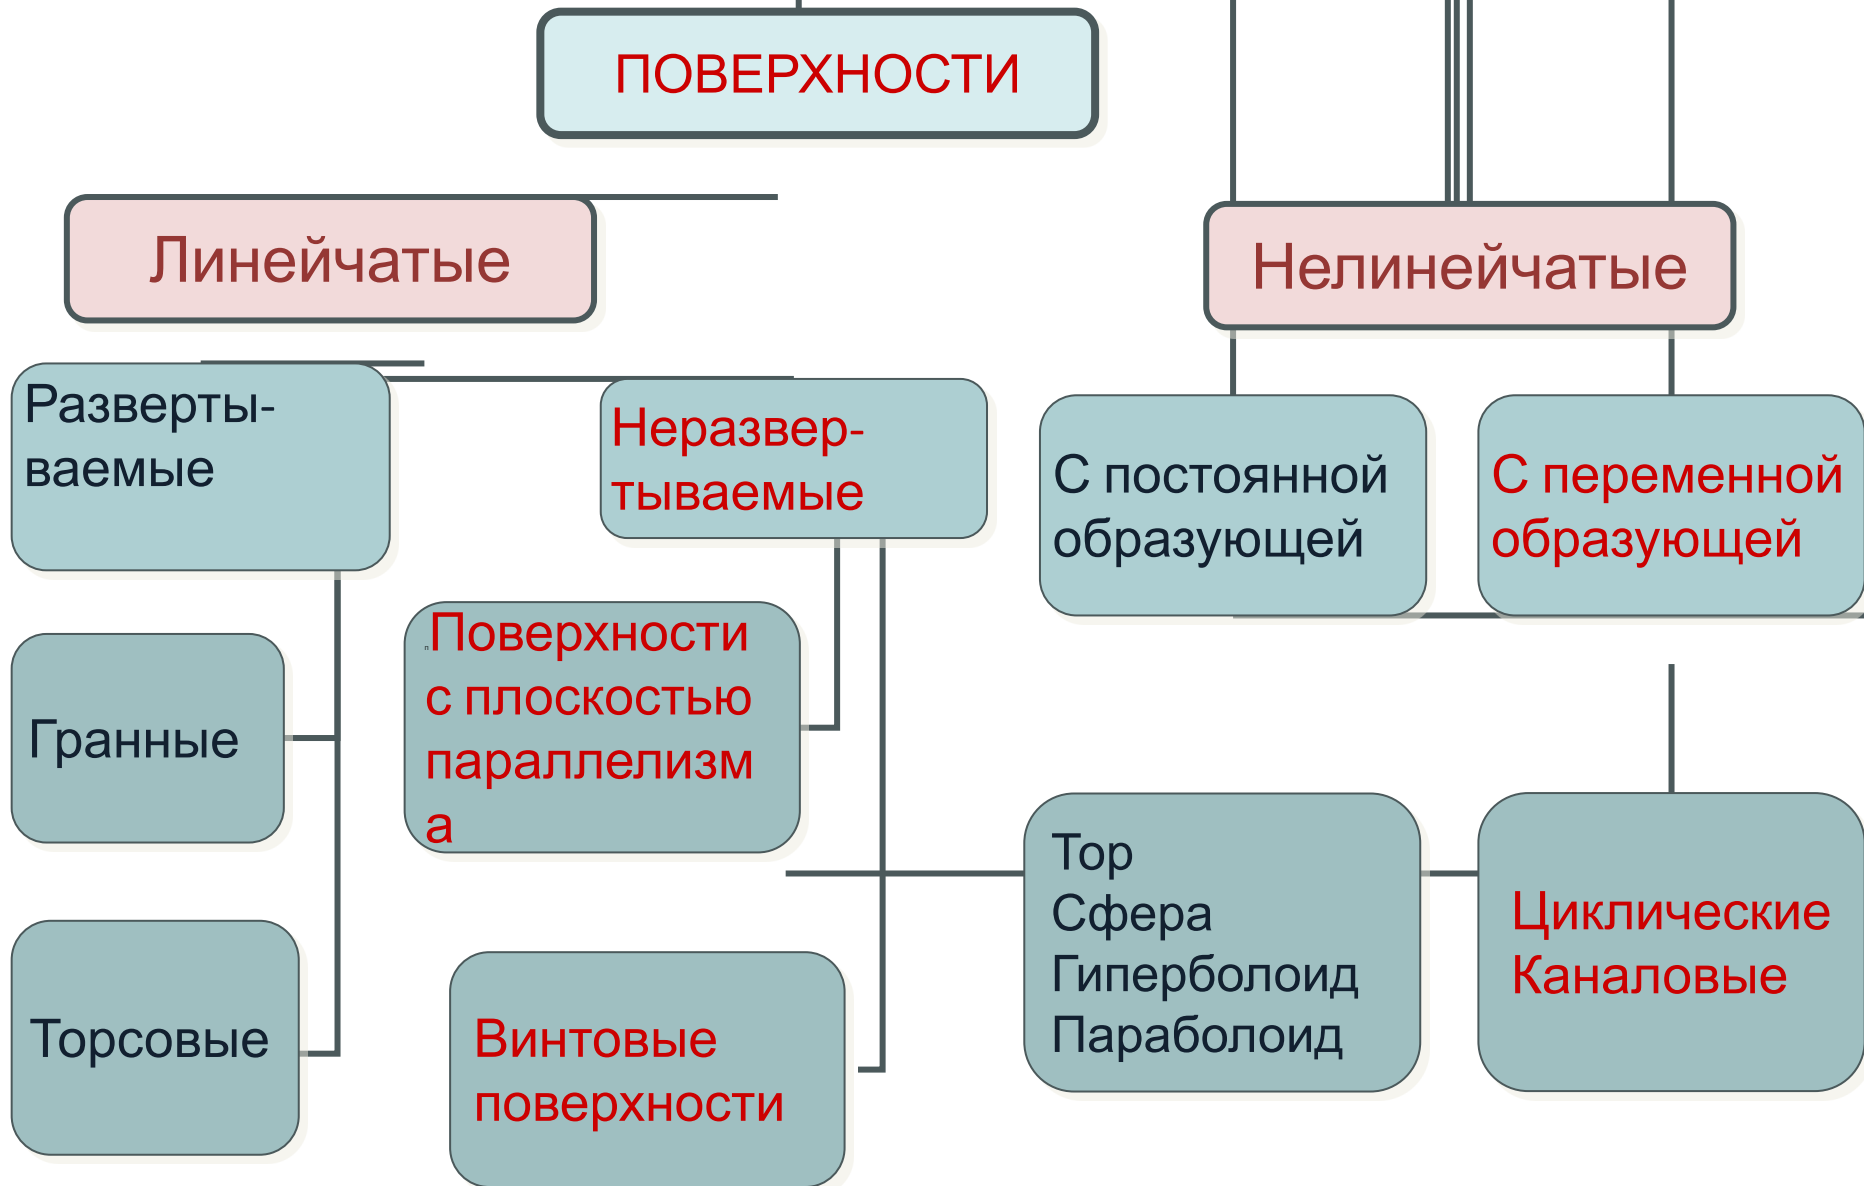 ПОВЕРХНОСТИ
Линейчатые
Нелинейчатые
Разверты-
ваемые
Неразвер-
тываемые
С постоянной
образующей
С переменной
образующей
Гранные
пПоверхности
с плоскостью
параллелизм
а
Торсовые
Винтовые
поверхности
Тор
Сфера
Гиперболоид
Параболоид
Циклические
Каналовые